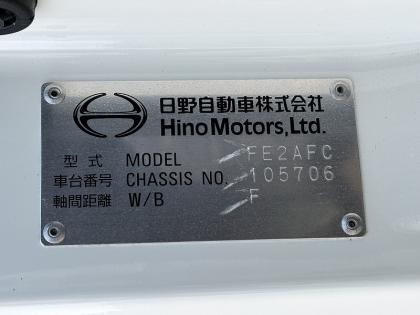 日野自動車株式会社
Hino Motors, Ltd.
型式 MODEL FE2AFC
車台番号 CHASSIS NO. 105706
軸間距離 W/B F